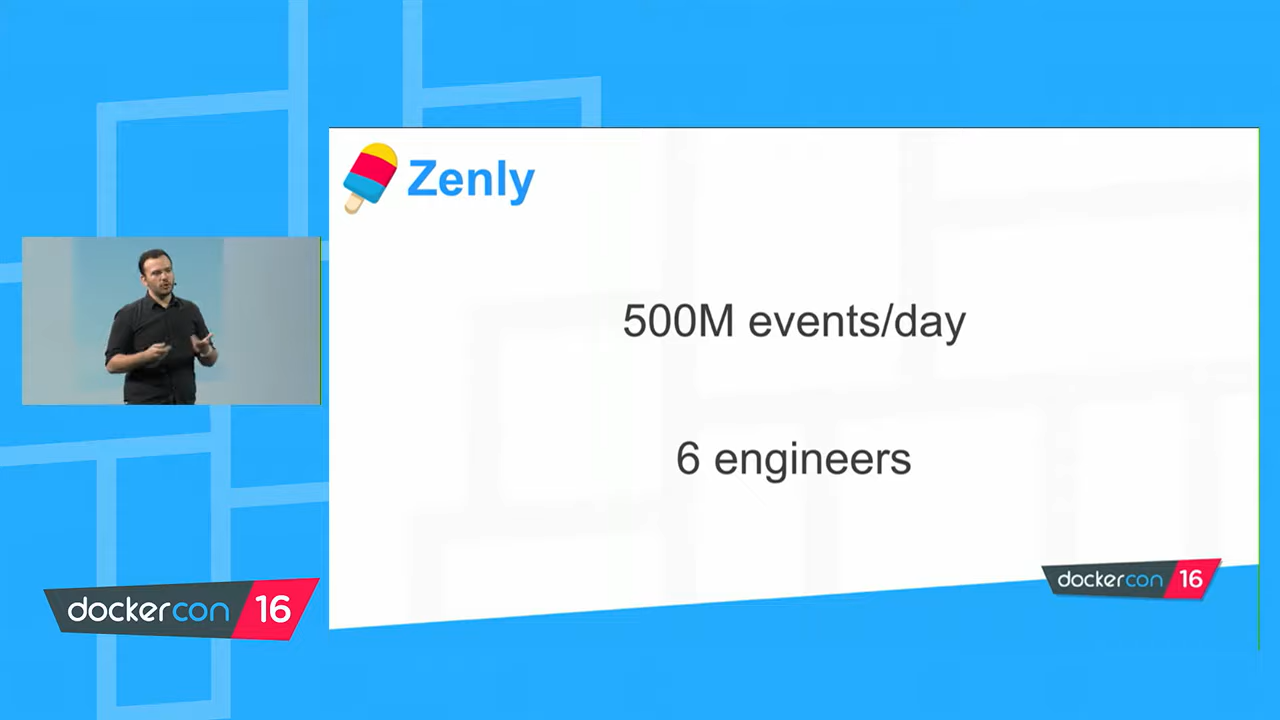 Zenly
500M events/day
6 engineers
dockercon 16
dockercon 16